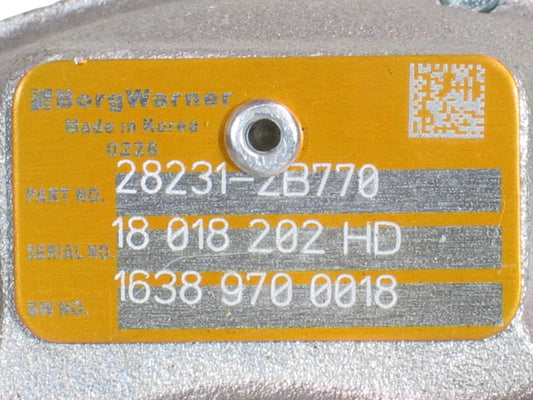 BorgWarner
Made in Korea
0228
PART NO. 28231-2B770
SERIAL NO. 18 018 202 HD
BW NO. 1638 970 0018